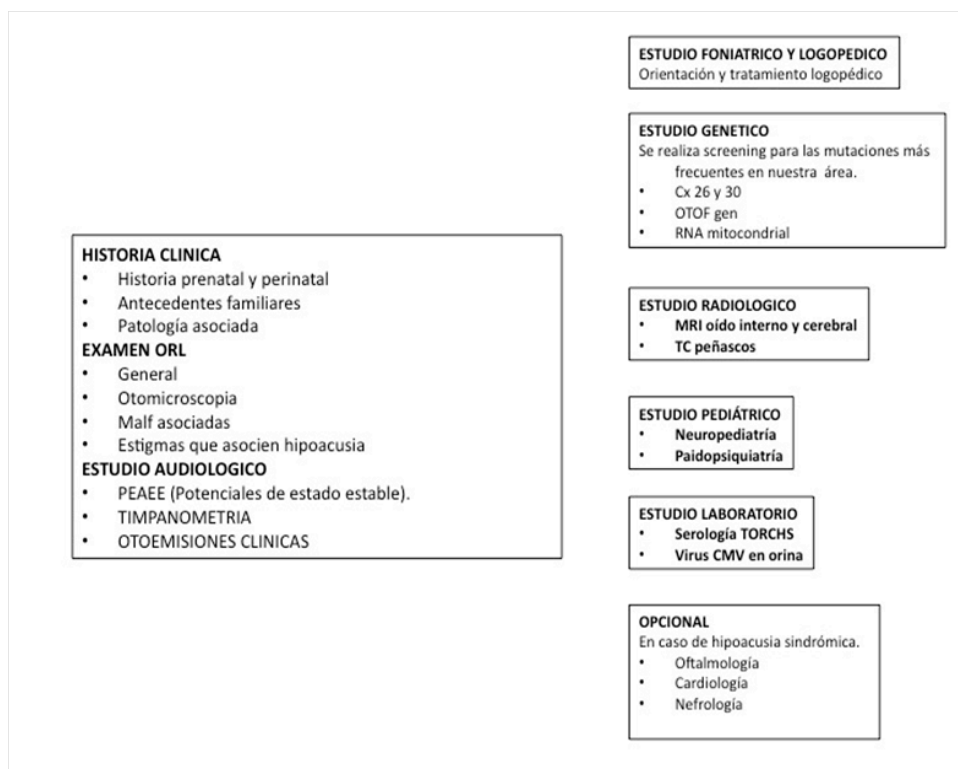 HISTORIA CLINICA
• Historia prenatal y perinatal
• Antecedentes familiares
• Patología asociada
EXAMEN ORL
• General
• Otomicroscopia
• Malf asociadas
• Estigmas que asocien hipoacusia
ESTUDIO AUDIOLOGICO
• PEAEE (Potenciales de estado estable).
• TIMPANOMETRIA
• OTOEMISIONES CLINICAS
ESTUDIO FONIATRICO Y LOGOPEDICO
Orientación y tratamiento logopédico
ESTUDIO GENETICO
Se realiza screening para las mutaciones más
frecuentes en nuestra área.
• Cx 26 y 30
• OTOF gen
• RNA mitocondrial
ESTUDIO RADIOLOGICO
• MRI oído interno y cerebral
• TC peñascos
ESTUDIO PEDIÁTRICO
• Neuropediatría
• Paidopsiquiatría
ESTUDIO LABORATORIO
• Serología TORCHS
• Virus CMV en orina
OPCIONAL
En caso de hipoacusia sindrómica.
• Oftalmología
• Cardiología
• Nefrología